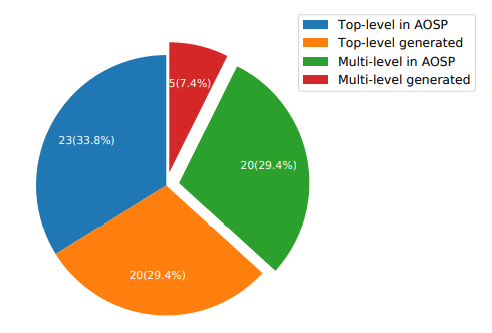 Top-level in AOSP
Top-level generated
Multi-level in AOSP
Multi-level generated
5(7.4%)
23(33.8%)
20(29.4%)
20(29.4%)